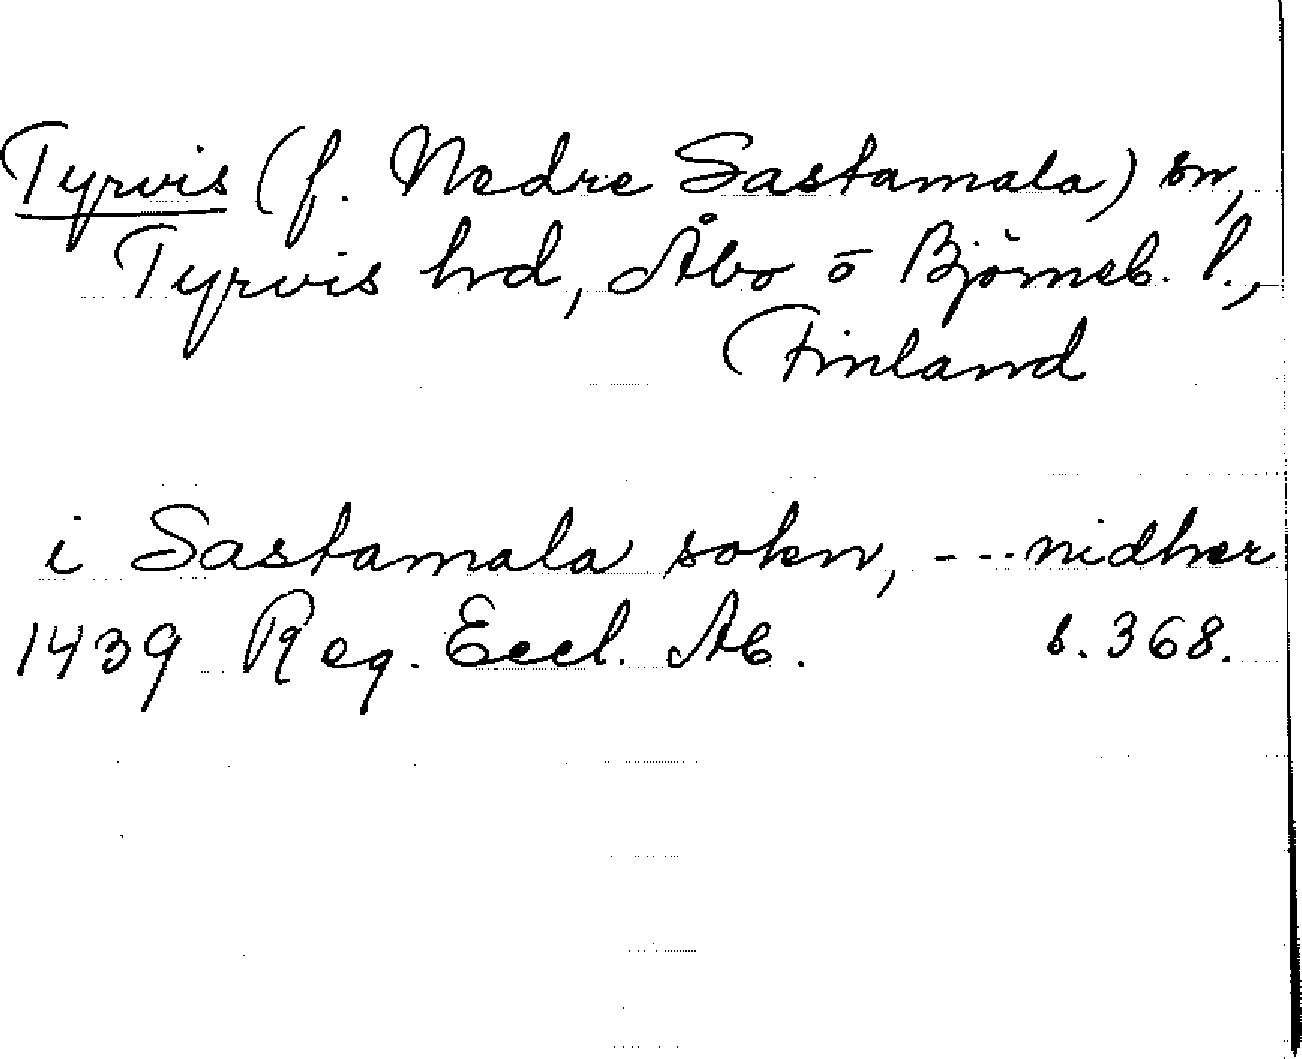 Tyrvis (f. Nedre Sastamala) sn,
Tyrvis hd, Åbo o Björneb. l.,
Finland
i Sastamala sokn, --- nidher
1439 Reg. Eccl. Ab. s. 368.